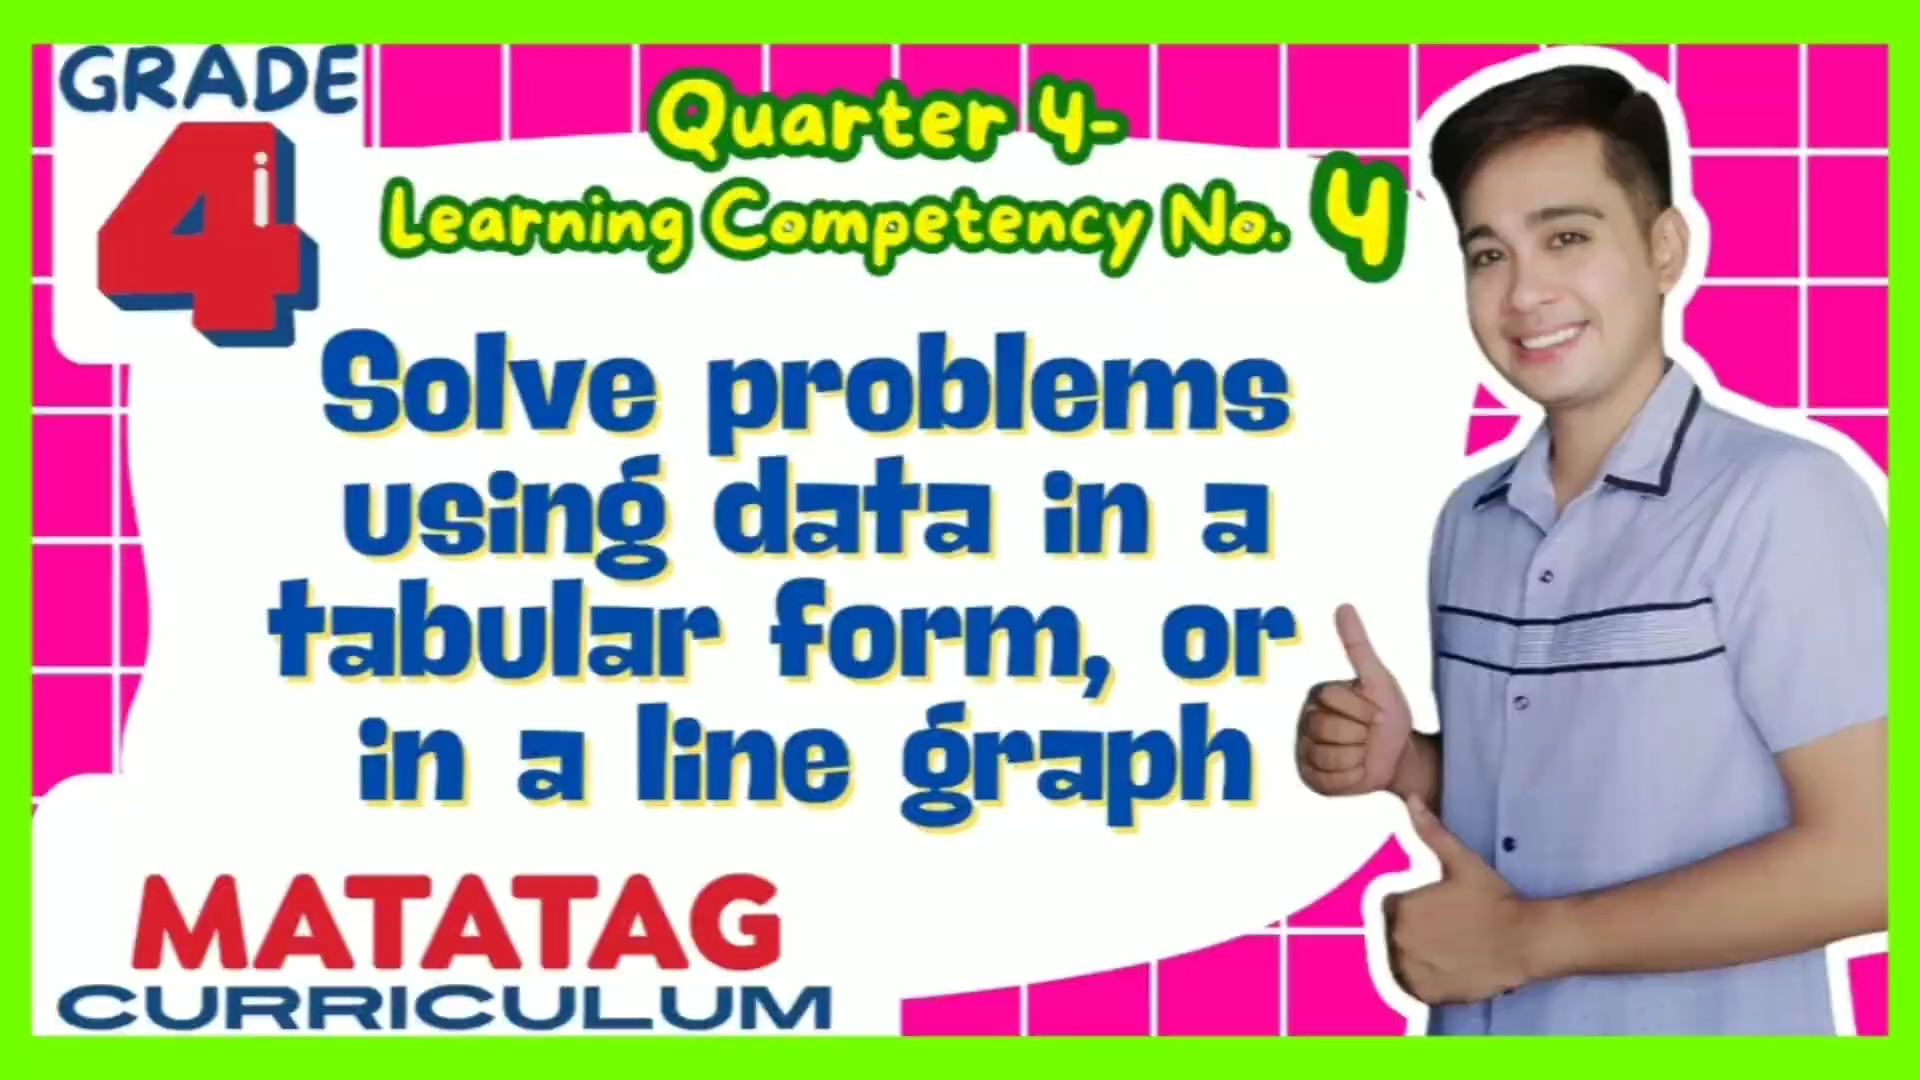 GRADE
4
Quarter 4-
Learning Competency No. 4
Solve problems
using data in a
tabular form, or
in a line graph
MATATAG
CURRICULUM